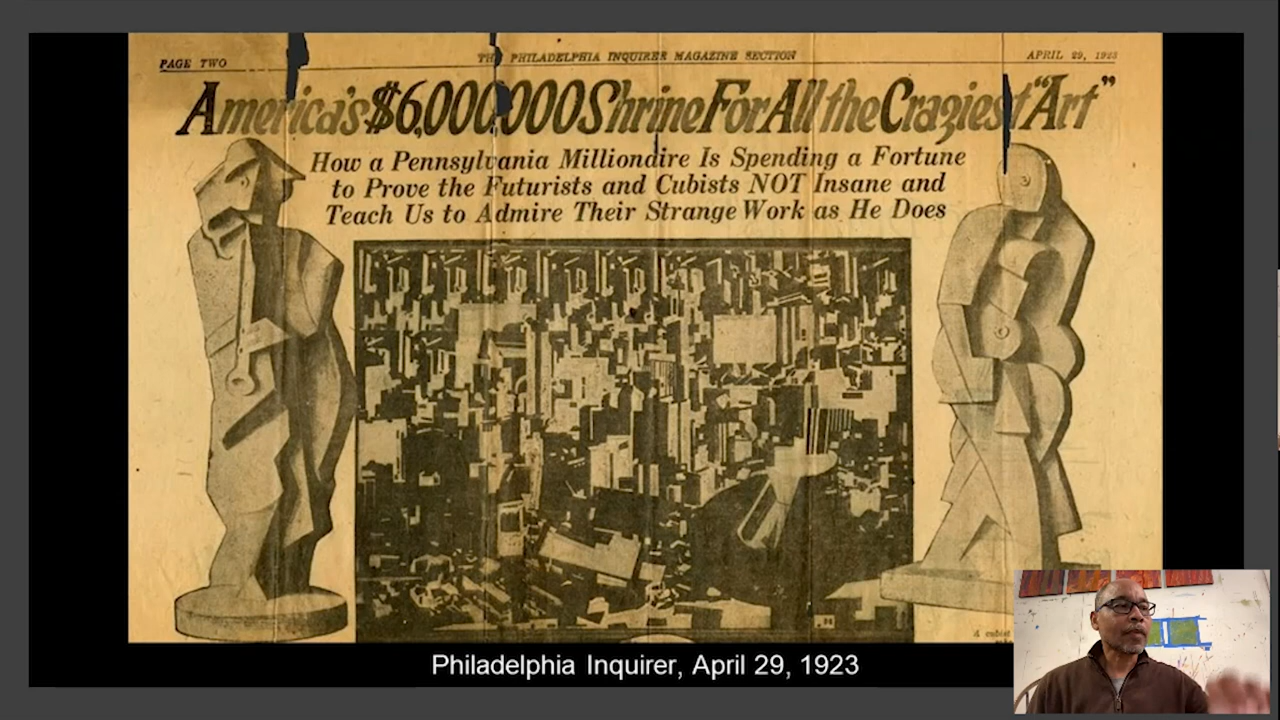 PAGE TWO
THE PHILADELPHIA INQUIRER MAGAZINE SECTION
APRIL 29, 1923
America's $6,000,000 Shrine For All the Craziest "Art"
How a Pennsylvania Millionaire Is Spending a Fortune
to Prove the Futurists and Cubists NOT Insane and
Teach Us to Admire Their Strange Work as He Does
A cubist
Philadelphia Inquirer, April 29, 1923